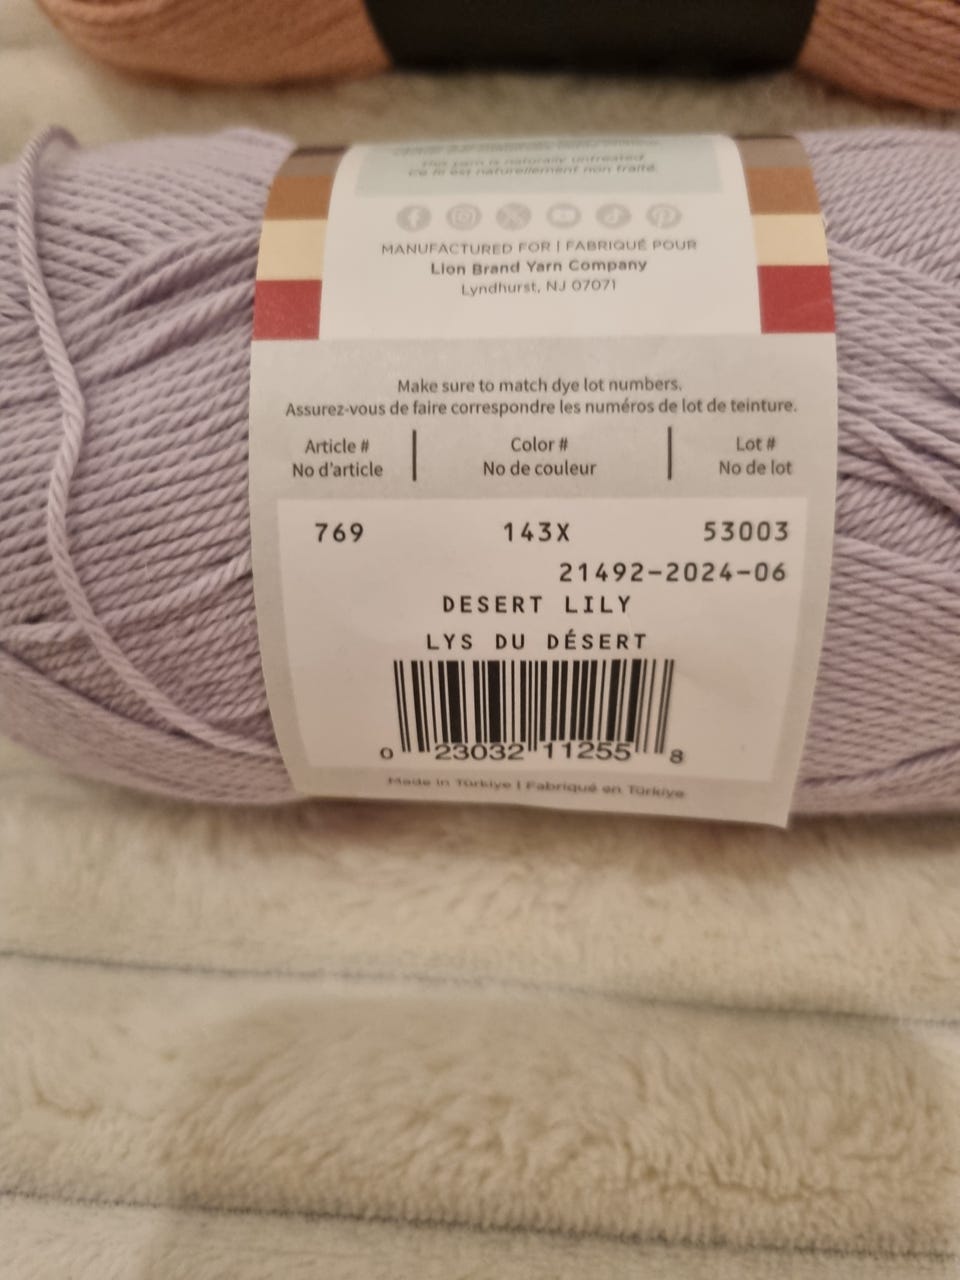 This yarn is naturally untreated.
Ce fil est naturellement non traité.
MANUFACTURED FOR | FABRIQUÉ POUR
Lion Brand Yarn Company
Lyndhurst, NJ 07071
Make sure to match dye lot numbers.
Assurez-vous de faire correspondre les numéros de lot de teinture.
Article # | Color # | Lot #
No d'article | No de couleur | No de lot
769 143X 53003
21492-2024-06
DESERT LILY
LYS DU DÉSERT
0 23032 11255 8
Made in Türkiye | Fabriqué en Türkiye